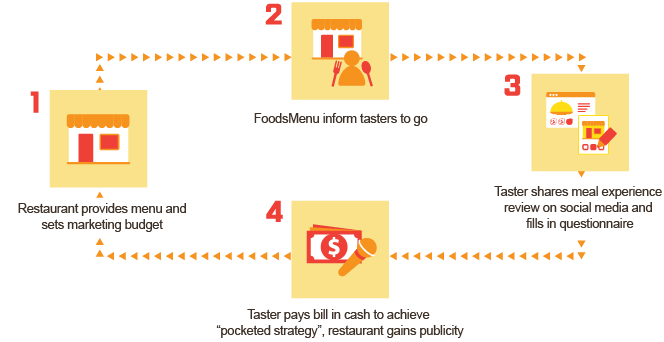 1
Restaurant provides menu and
sets marketing budget
2
FoodsMenu inform tasters to go
3
Taster shares meal experience
review on social media and
fills in questionnaire
4
$
Taster pays bill in cash to achieve
“pocketed strategy”, restaurant gains publicity